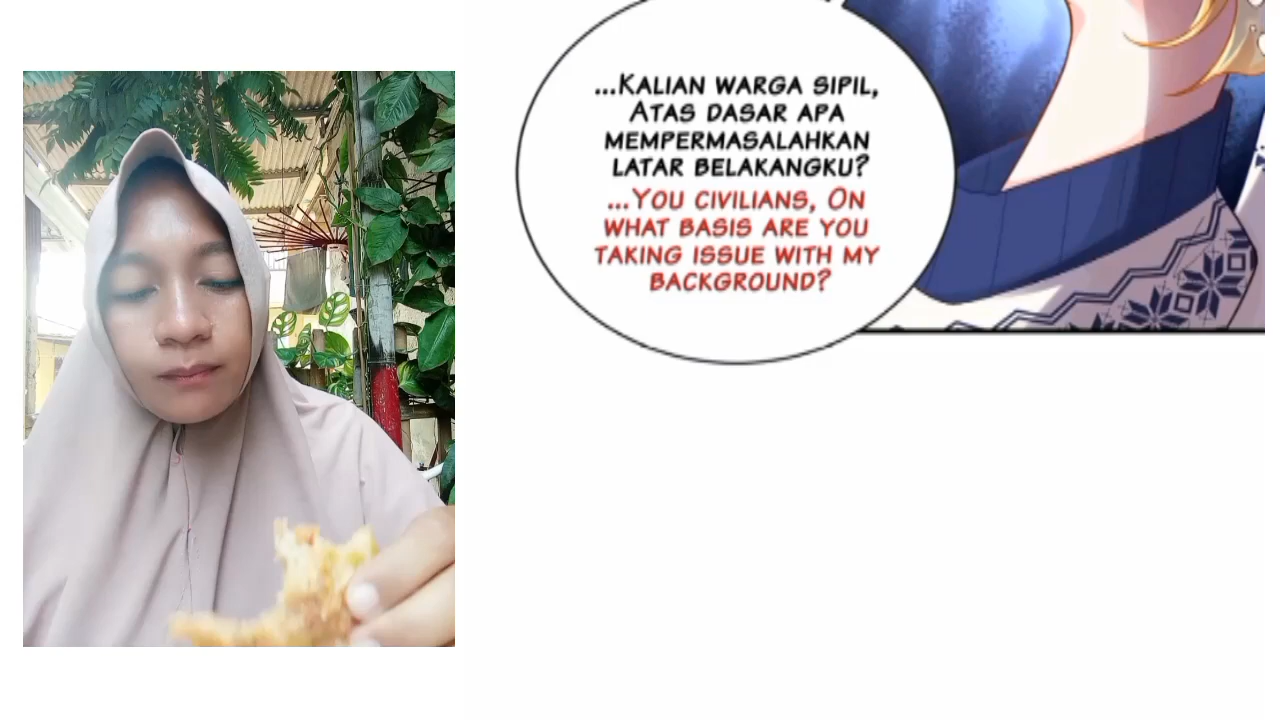 ...KALIAN WARGA SIPIL,
ATAS DASAR APA
MEMPERMASALAHKAN
LATAR BELAKANGKU?
...YOU CIVILIANS, ON
WHAT BASIS ARE YOU
TAKING ISSUE WITH MY
BACKGROUND?